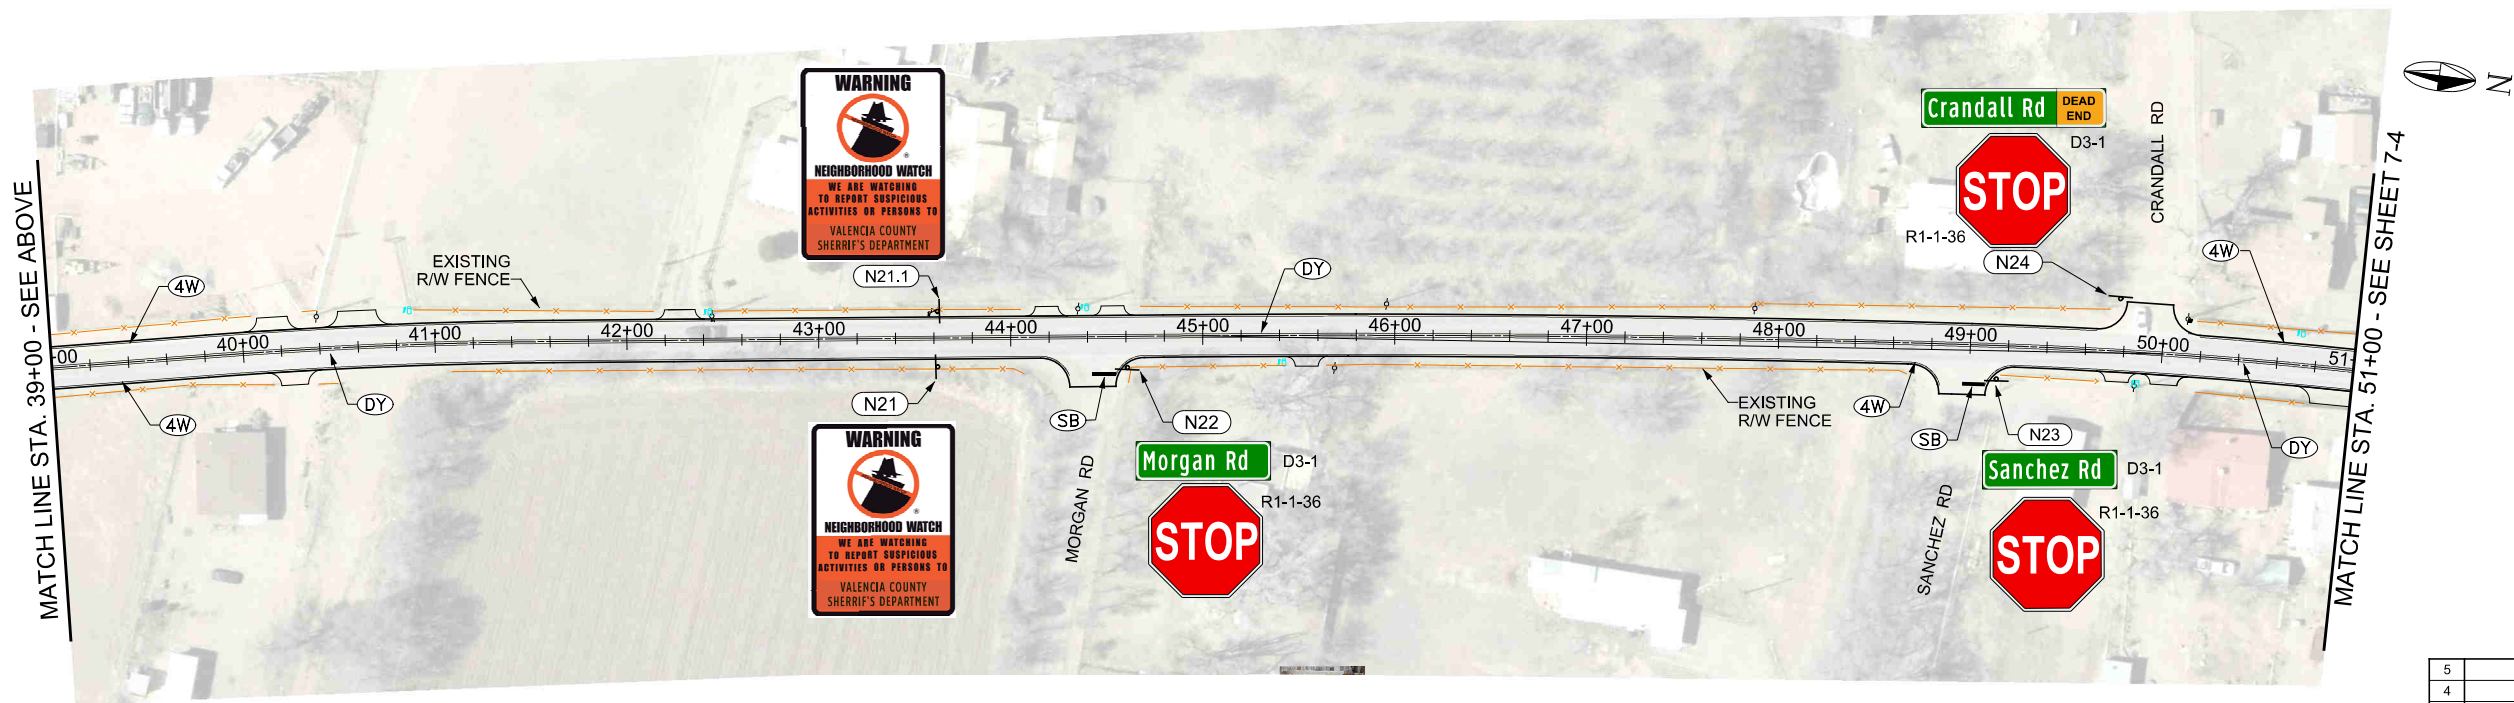 MATCH LINE STA. 39+00 - SEE ABOVE
WARNING
®
NEIGHBORHOOD WATCH
WE ARE WATCHING
TO REPORT SUSPICIOUS
ACTIVITIES OR PERSONS TO
VALENCIA COUNTY
SHERRIF'S DEPARTMENT
Crandall Rd
DEAD
END
D3-1
STOP
R1-1-36
CRANDALL RD
N
MATCH LINE STA. 51+00 - SEE SHEET 7-4
EXISTING
R/W FENCE
4W
N21.1
DY
N24
4W
00
40+00
41+00
42+00
43+00
44+00
45+00
46+00
47+00
48+00
49+00
50+00
51
4W
DY
N21
SB
N22
EXISTING
R/W FENCE
4W
SB
N23
DY
WARNING
®
NEIGHBORHOOD WATCH
WE ARE WATCHING
TO REPORT SUSPICIOUS
ACTIVITIES OR PERSONS TO
VALENCIA COUNTY
SHERRIF'S DEPARTMENT
MORGAN RD
Morgan Rd
D3-1
R1-1-36
STOP
SANCHEZ RD
Sanchez Rd
D3-1
R1-1-36
STOP
5
4